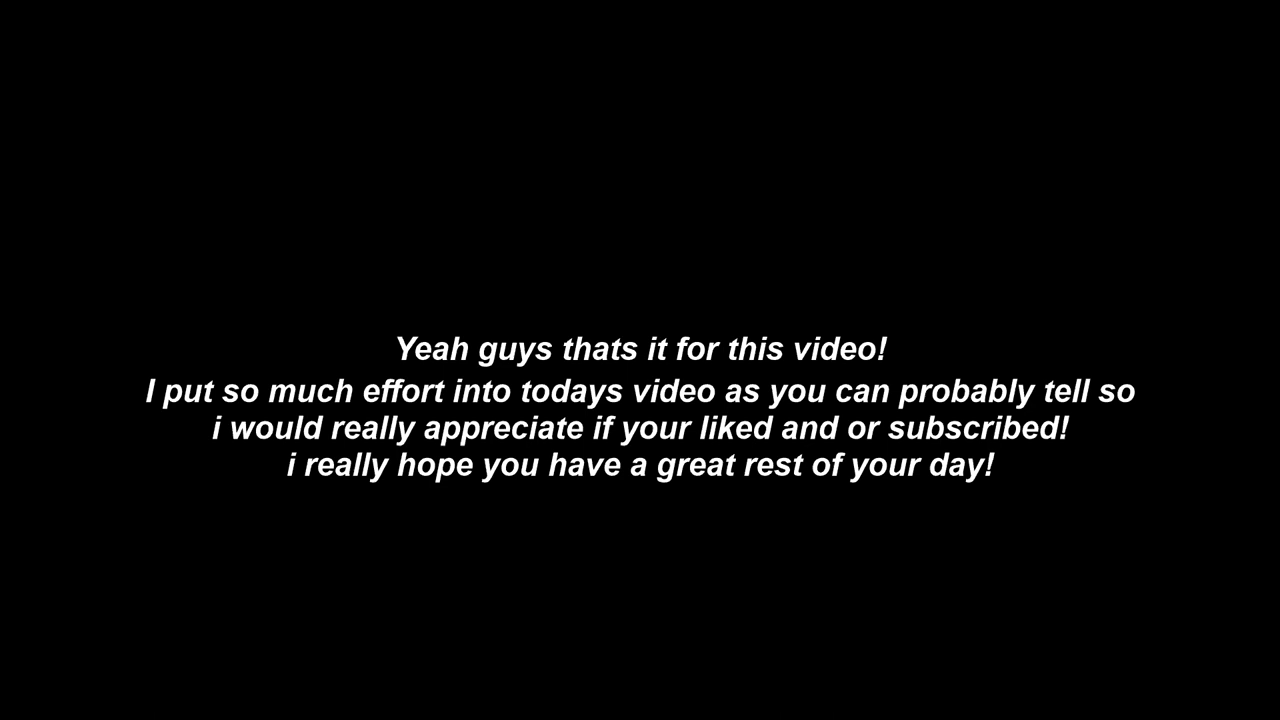 Yeah guys thats it for this video!
I put so much effort into todays video as you can probably tell so
i would really appreciate if your liked and or subscribed!
i really hope you have a great rest of your day!